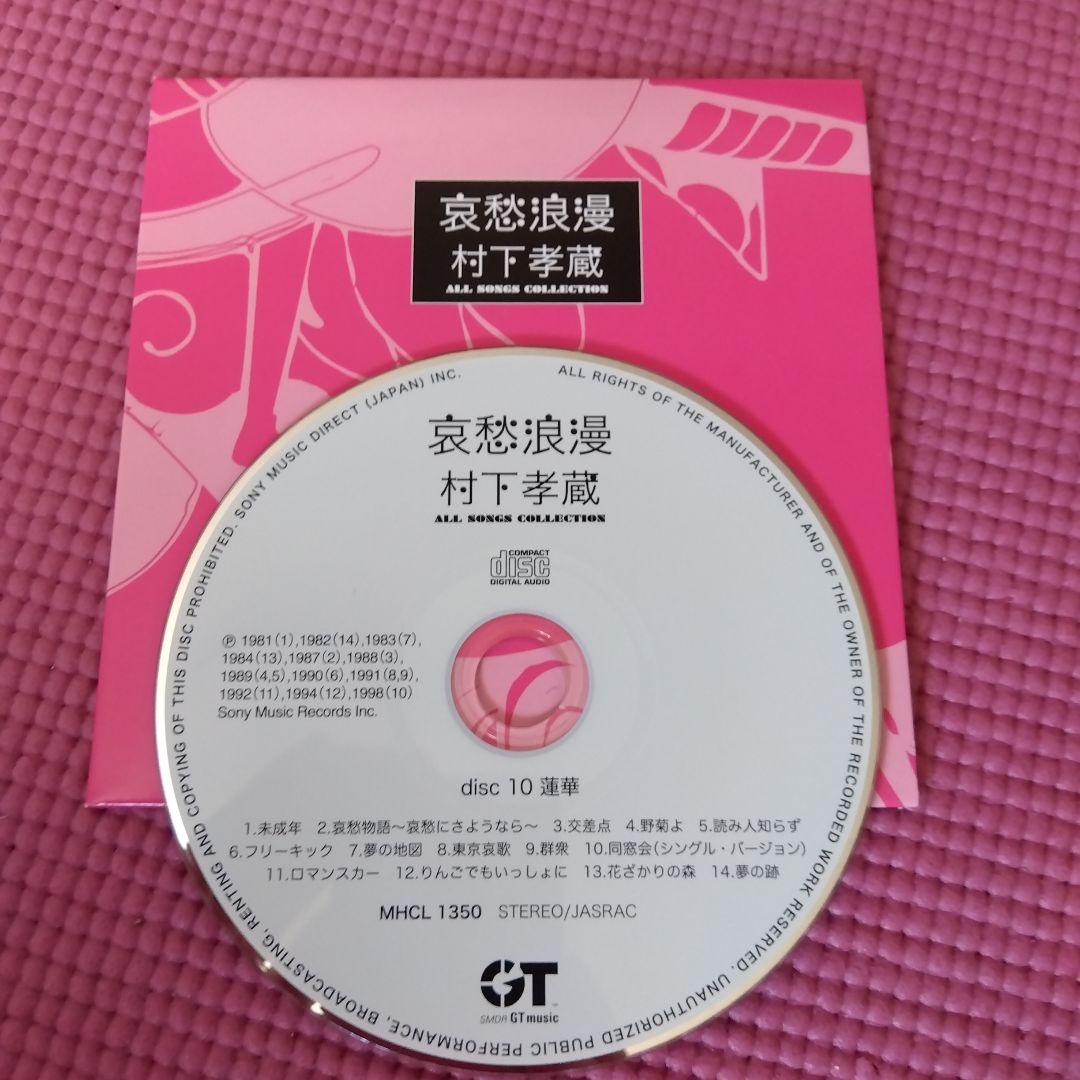 哀愁浪漫
村下孝蔵
ALL SONGS COLLECTION
ALL RIGHTS OF THE MANUFACTURER AND OF THE OWNER OF THE RECORDED WORK RESERVED. UNAUTHORIZED PUBLIC PERFORMANCE, BROADCASTING, RENTING AND COPYING OF THIS DISC PROHIBITED. SONY MUSIC DIRECT (JAPAN) INC.
哀愁浪漫
村下孝蔵
ALL SONGS COLLECTION
COMPACT
disc
DIGITAL AUDIO
℗ 1981(1),1982(14),1983(7),
1984(13),1987(2),1988(3),
1989(4,5),1990(6),1991(8,9),
1992(11),1994(12),1998(10)
Sony Music Records Inc.
disc 10 蓮華
1.未成年 2.哀愁物語〜哀愁にさようなら〜 3.交差点 4.野菊よ 5.読み人知らず
6.フリーキック 7.夢の地図 8.東京哀歌 9.群衆 10.同窓会(シングル・バージョン)
11.ロマンスカー 12.りんごでもいっしょに 13.花ざかりの森 14.夢の跡
MHCL 1350 STEREO/JASRAC
GT
SMDR GT music